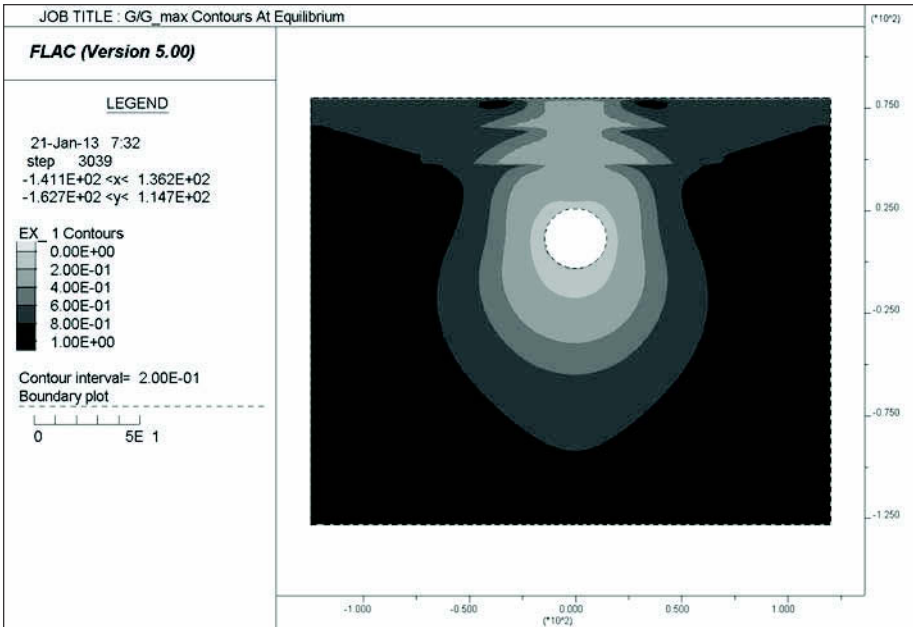 JOB TITLE : G/G_max Contours At Equilibrium
FLAC (Version 5.00)
LEGEND
21-Jan-13 7:32
step 3039
-1.411E+02 <x< 1.362E+02
-1.627E+02 <y< 1.147E+02
EX_ 1 Contours
0.00E+00
2.00E-01
4.00E-01
6.00E-01
8.00E-01
1.00E+00
Contour interval= 2.00E-01
Boundary plot
0 5E 1
(*10^2)
0.750
0.250
-0.250
-0.750
-1.250
-1.000 -0.500 0.000 0.500 1.000
(*10^2)